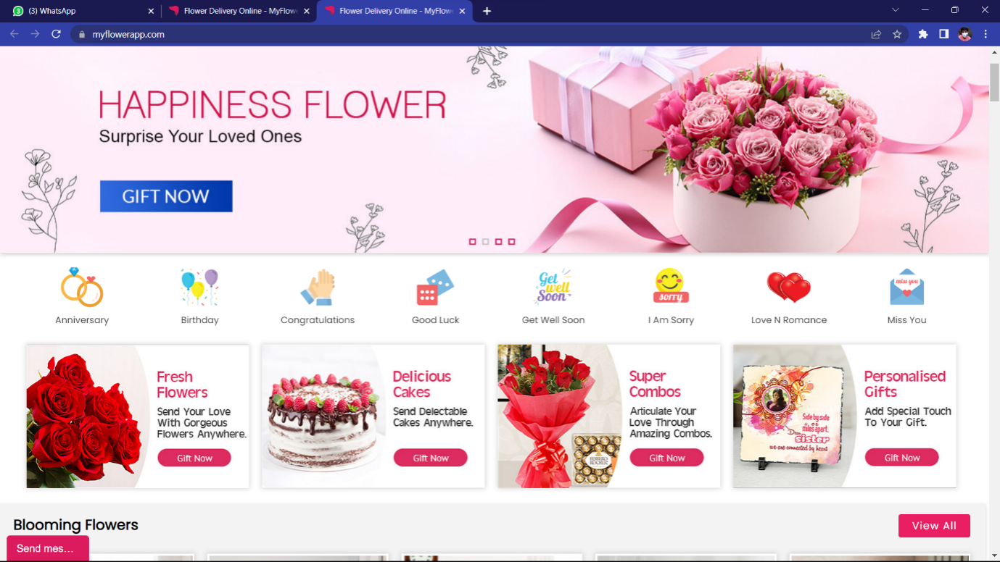 (3) WhatsApp
Flower Delivery Online - MyFlow
Flower Delivery Online - MyFlow
myflowerapp.com
HAPPINESS FLOWER
Surprise Your Loved Ones
GIFT NOW
Get
well
Soon
sorry
miss you
Anniversary
Birthday
Congratulations
Good Luck
Get Well Soon
I Am Sorry
Love N Romance
Miss You
Fresh
Flowers
Send Your Love
With Gorgeous
Flowers Anywhere.
Gift Now
Delicious
Cakes
Send Delectable
Cakes Anywhere.
Gift Now
Super
Combos
Articulate Your
Love Through
Amazing Combos.
Gift Now
FERRERO
ROCHER
Side by side
or
miles apart,
Dear
sister
we are connected by heart
Personalised
Gifts
Add Special Touch
To Your Gift.
Gift Now
Blooming Flowers
View All
Send mes...